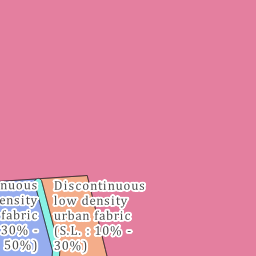 nuous
ensity
fabric
30% -
50%)
Discontinuous
low density
urban fabric
(S.L. : 10% -
30%)